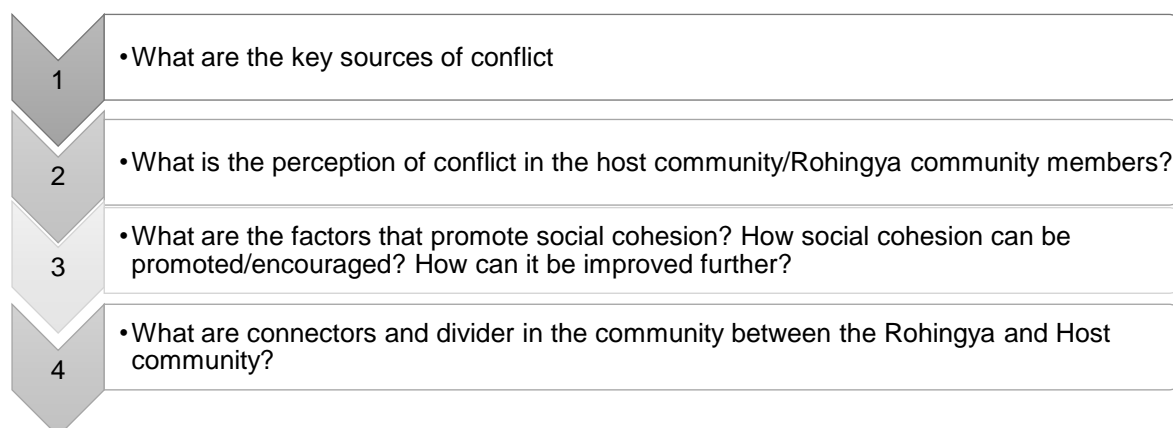 1
•What are the key sources of conflict
2
•What is the perception of conflict in the host community/Rohingya community members?
3
•What are the factors that promote social cohesion? How social cohesion can be
promoted/encouraged? How can it be improved further?
4
•What are connectors and divider in the community between the Rohingya and Host
community?